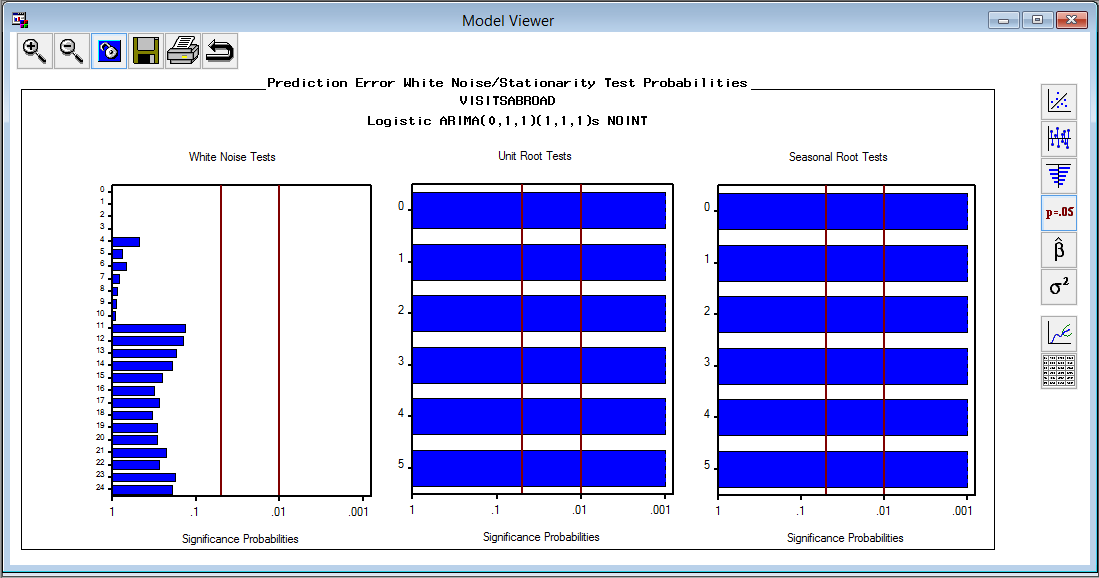 Model Viewer
Prediction Error White Noise/Stationarity Test Probabilities
VISITSABROAD
Logistic ARIMA(0,1,1)(1,1,1)s NOINT
White Noise Tests
0
1
2
3
4
5
6
7
8
9
10
11
12
13
14
15
16
17
18
19
20
21
22
23
24
1 .1 .01 .001
Significance Probabilities
Unit Root Tests
0
1
2
3
4
5
1 .1 .01 .001
Significance Probabilities
Seasonal Root Tests
0
1
2
3
4
5
1 .1 .01 .001
Significance Probabilities
p=.05
β̂
σ²